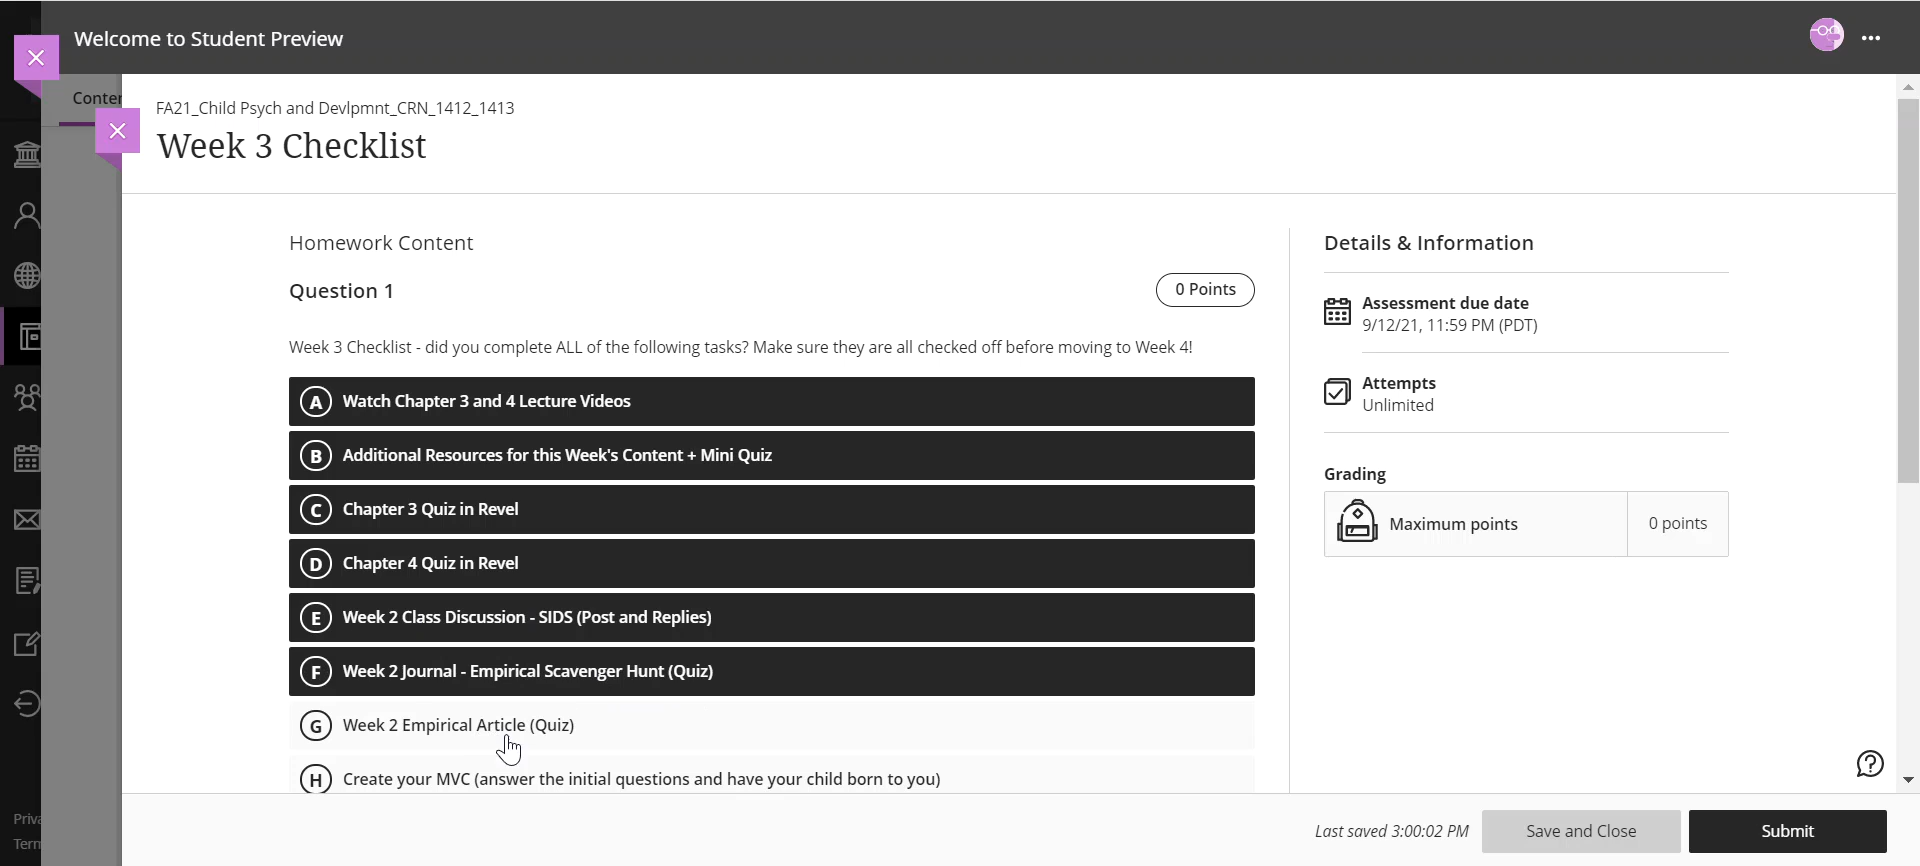 Welcome to Student Preview
FA21_Child Psych and Devlpmnt_CRN_1412_1413
Week 3 Checklist
Homework Content
Question 1
0 Points
Week 3 Checklist - did you complete ALL of the following tasks? Make sure they are all checked off before moving to Week 4!
A Watch Chapter 3 and 4 Lecture Videos
B Additional Resources for this Week's Content + Mini Quiz
C Chapter 3 Quiz in Revel
D Chapter 4 Quiz in Revel
E Week 2 Class Discussion - SIDS (Post and Replies)
F Week 2 Journal - Empirical Scavenger Hunt (Quiz)
G Week 2 Empirical Article (Quiz)
H Create your MVC (answer the initial questions and have your child born to you)
Details & Information
Assessment due date
9/12/21, 11:59 PM (PDT)
Attempts
Unlimited
Grading
Maximum points
0 points
Last saved 3:00:02 PM
Save and Close
Submit